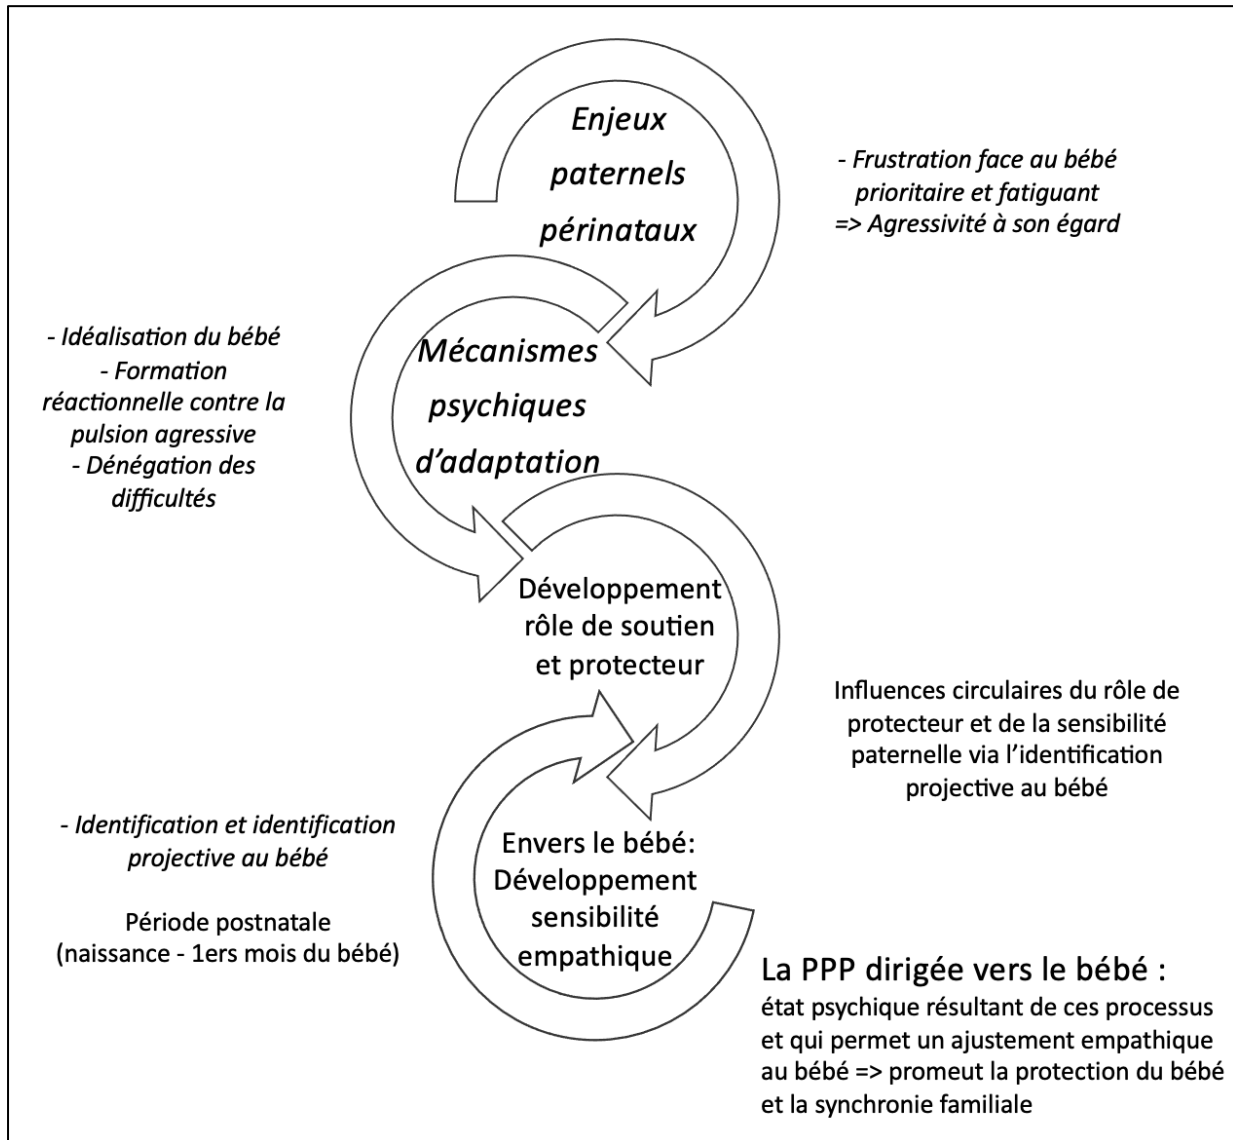 Enjeux
paternels
périnataux
- Frustration face au bébé
prioritaire et fatiguant
=> Agressivité à son égard
- Idéalisation du bébé
- Formation
réactionnelle contre la
pulsion agressive
- Dénégation des
difficultés
Mécanismes
psychiques
d’adaptation
Développement
rôle de soutien
et protecteur
Influences circulaires du rôle de
protecteur et de la sensibilité
paternelle via l’identification
projective au bébé
- Identification et identification
projective au bébé
Période postnatale
(naissance - 1ers mois du bébé)
Envers le bébé:
Développement
sensibilité
empathique
La PPP dirigée vers le bébé :
état psychique résultant de ces processus
et qui permet un ajustement empathique
au bébé => promeut la protection du bébé
et la synchronie familiale